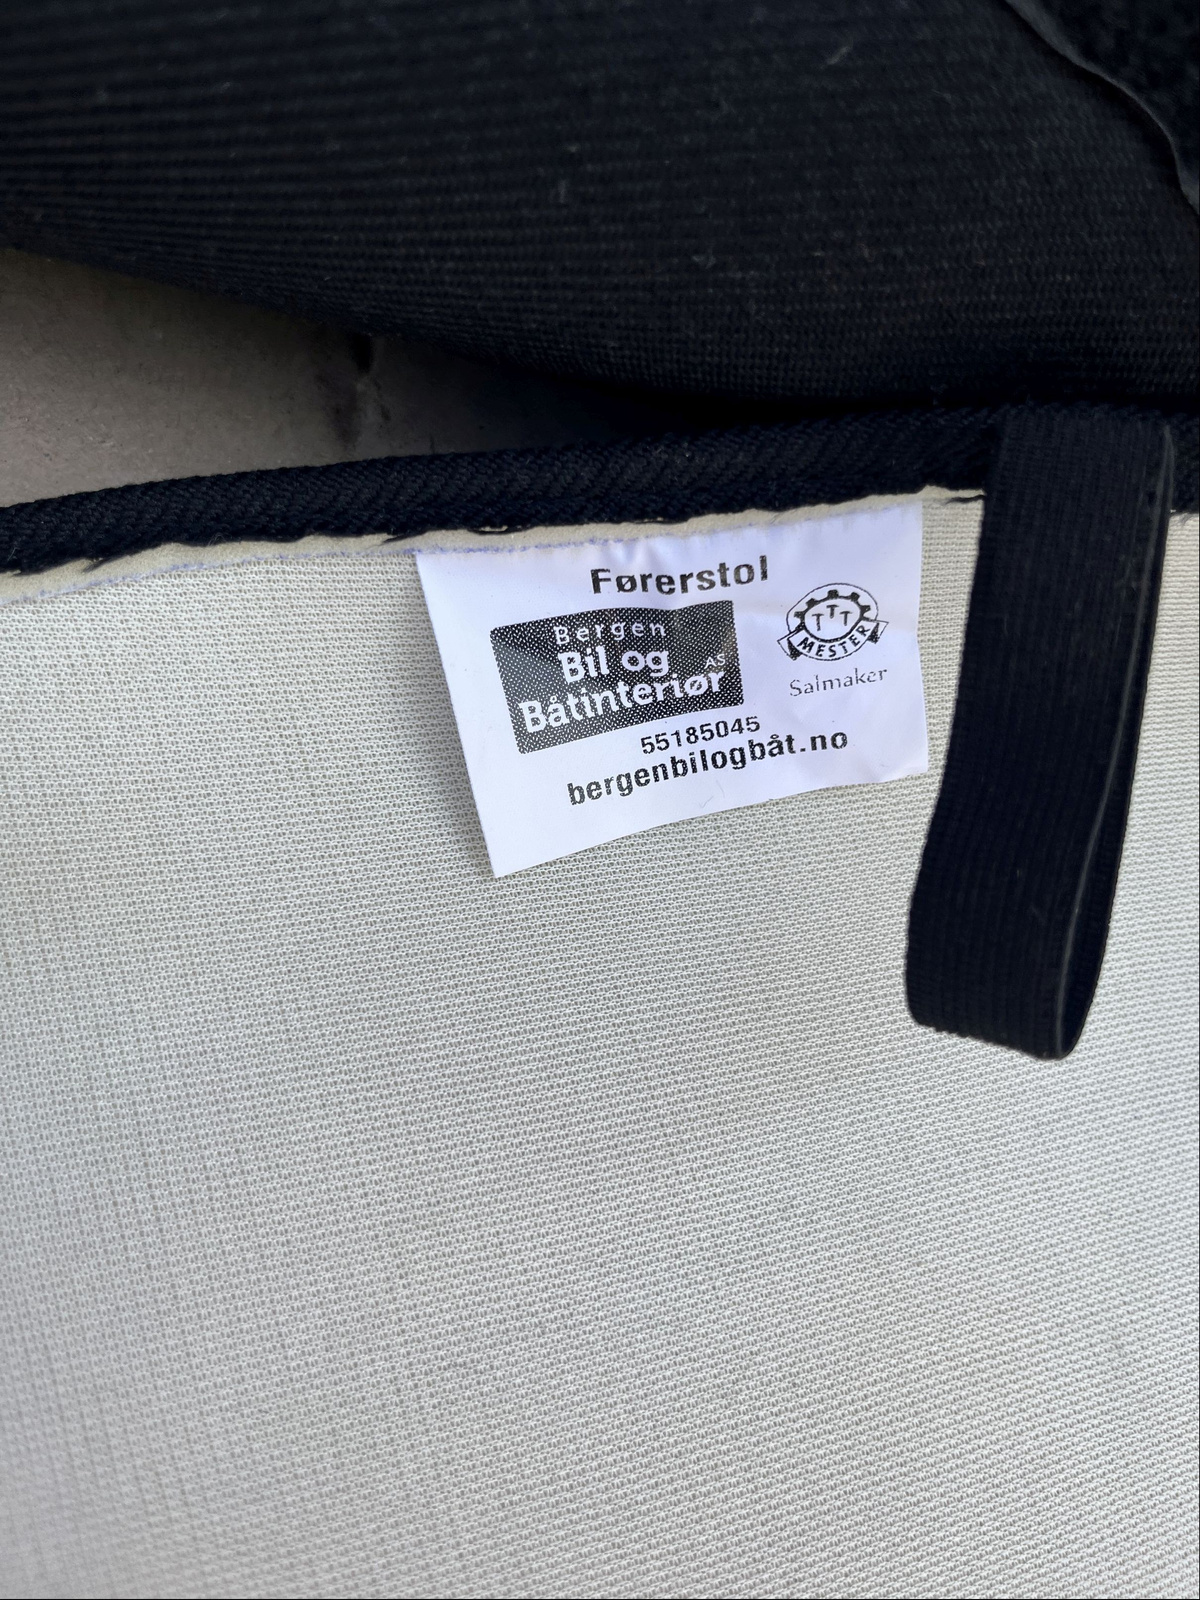 Førerstol
Bergen
Bil og
Båtinteriør AS
TTT
MESTER
Salmaker
55185045
bergenbilogbåt.no